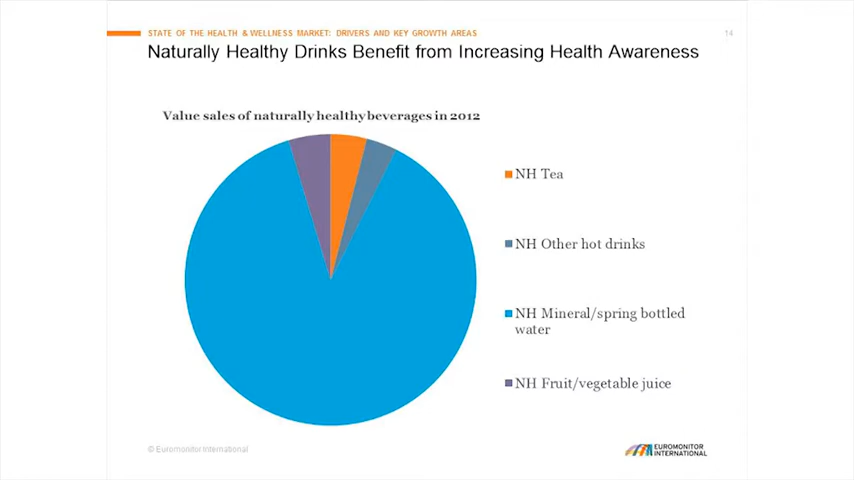 STATE OF THE HEALTH & WELLNESS MARKET: DRIVERS AND KEY GROWTH AREAS
14
Naturally Healthy Drinks Benefit from Increasing Health Awareness
Value sales of naturally healthy beverages in 2012
NH Tea
NH Other hot drinks
NH Mineral/spring bottled
water
NH Fruit/vegetable juice
© Euromonitor International
EUROMONITOR
INTERNATIONAL